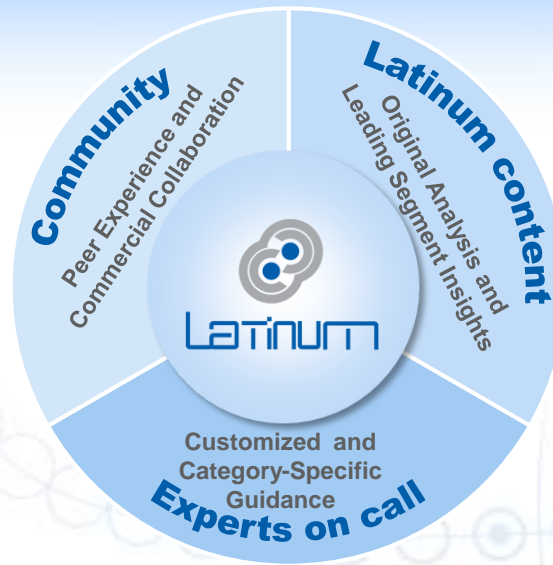 Community
Peer Experience and
Commercial Collaboration
Latinum content
Original Analysis and
Leading Segment Insights
Latinum
Customized and
Category-Specific
Guidance
Experts on call